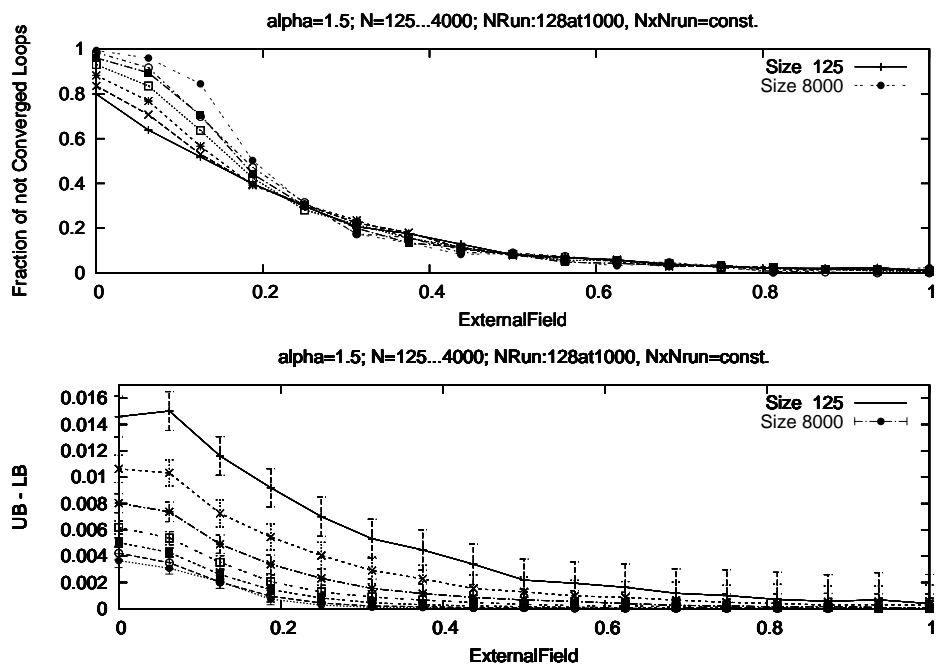 alpha=1.5; N=125...4000; NRun:128at1000, NxNrun=const.
Fraction of not Converged Loops
1
0.8
0.6
0.4
0.2
0
Size 125
Size 8000
0 0.2 0.4 0.6 0.8 1
ExternalField
alpha=1.5; N=125...4000; NRun:128at1000, NxNrun=const.
UB - LB
0.016
0.014
0.012
0.01
0.008
0.006
0.004
0.002
0
Size 125
Size 8000
0 0.2 0.4 0.6 0.8 1
ExternalField